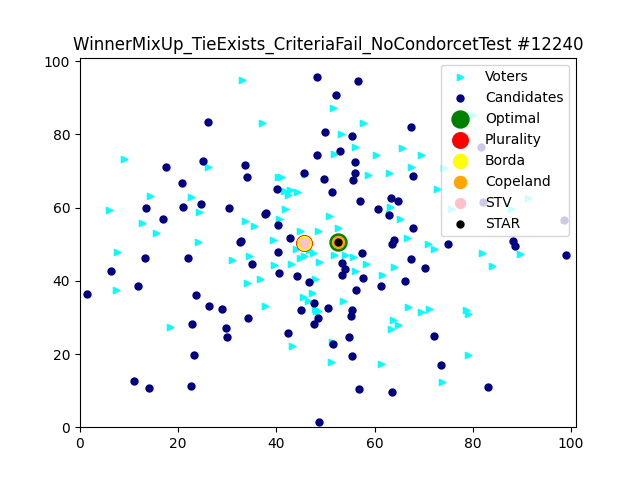 WinnerMixUp_TieExists_CriteriaFail_NoCondorcetTest #12240
100
80
60
40
20
0
0
20
40
60
80
100
Voters
Candidates
Optimal
Plurality
Borda
Copeland
STV
STAR